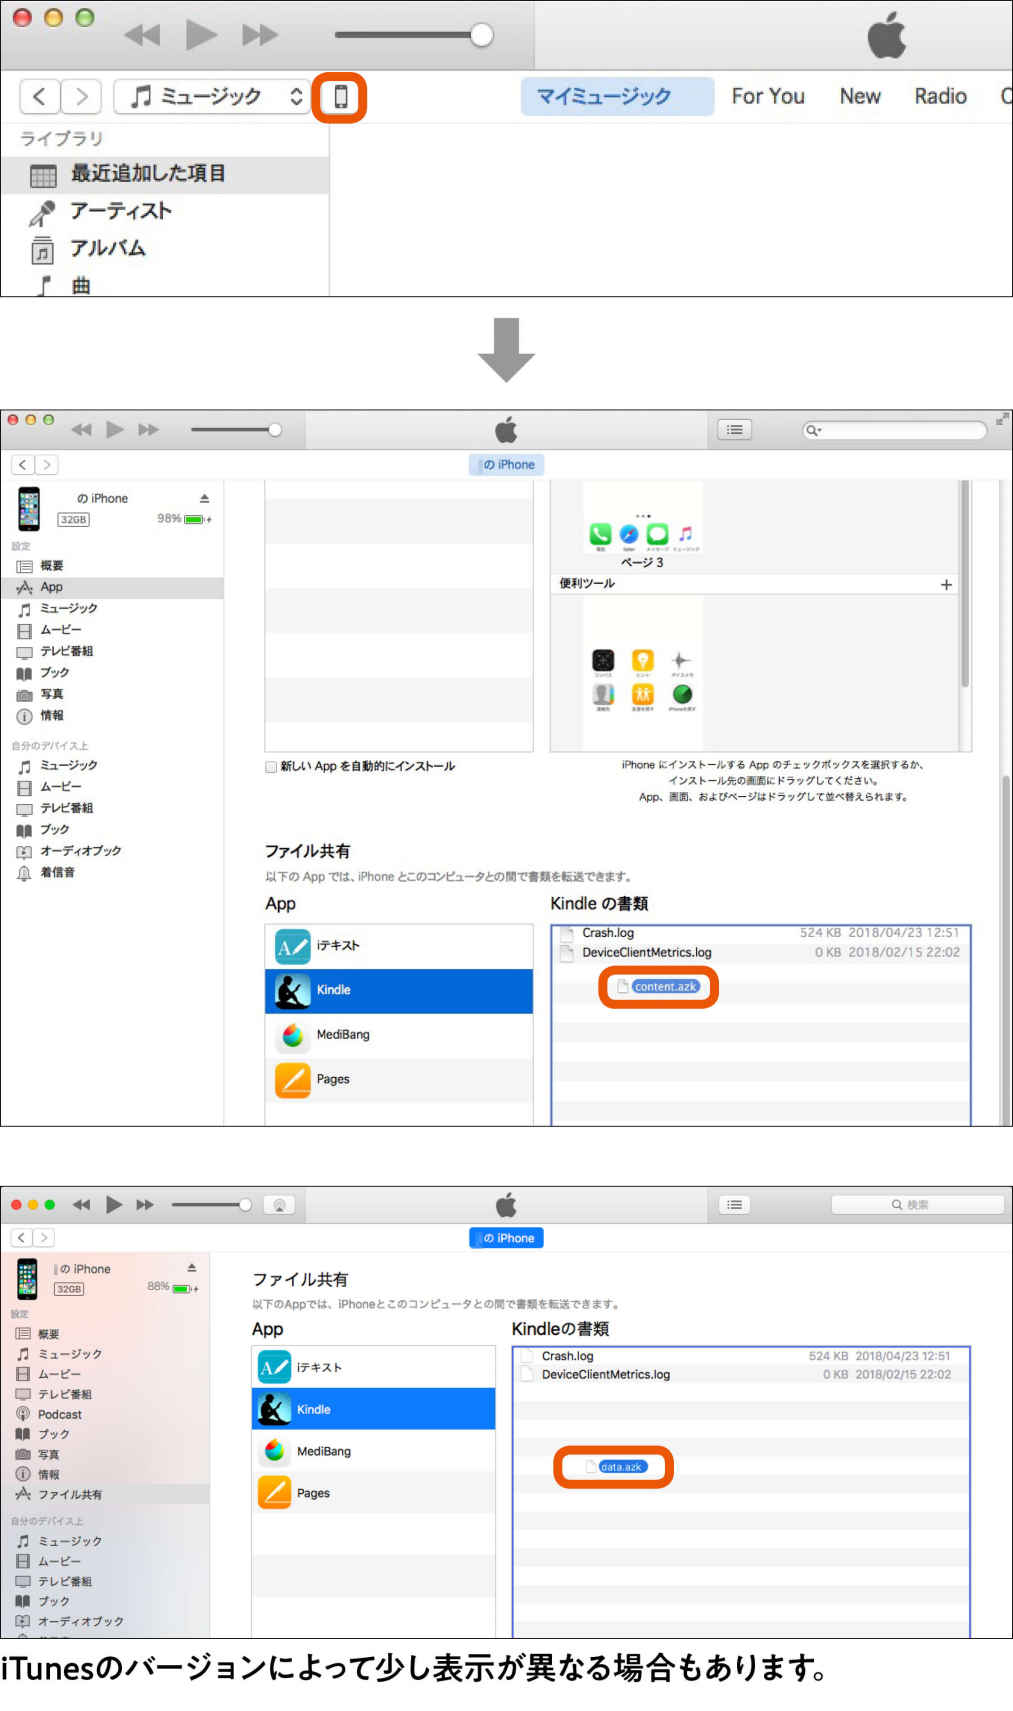 ミュージック
マイミュージック For You New Radio
ライブラリ
最近追加した項目
アーティスト
アルバム
曲
の iPhone
の iPhone
32GB 98%
設定
概要
App
ミュージック
ムービー
テレビ番組
ブック
写真
情報
自分のデバイス上
ミュージック
ムービー
テレビ番組
ブック
オーディオブック
着信音
ページ 3
便利ツール
新しい App を自動的にインストール
iPhone にインストールする App のチェックボックスを選択するか、
インストール先の画面にドラッグしてください。
App、画面、およびページはドラッグして並べ替えられます。
ファイル共有
以下の App では、iPhone とこのコンピュータとの間で書類を転送できます。
App
iテキスト
Kindle
MediBang
Pages
Kindle の書類
Crash.log 524 KB 2018/04/23 12:51
DeviceClientMetrics.log 0 KB 2018/02/15 22:02
content.azk
検索
の iPhone
の iPhone
32GB 88%
設定
概要
ミュージック
ムービー
テレビ番組
Podcast
ブック
写真
情報
ファイル共有
自分のデバイス上
ミュージック
ムービー
テレビ番組
ブック
オーディオブック
ファイル共有
以下のAppでは、iPhoneとこのコンピュータとの間で書類を転送できます。
App
iテキスト
Kindle
MediBang
Pages
Kindleの書類
Crash.log 524 KB 2018/04/23 12:51
DeviceClientMetrics.log 0 KB 2018/02/15 22:02
data.azk
iTunesのバージョンによって少し表示が異なる場合もあります。